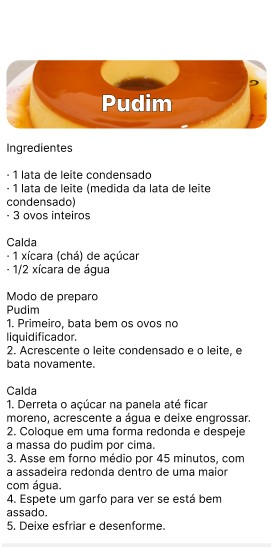 Pudim
Ingredientes
· 1 lata de leite condensado
· 1 lata de leite (medida da lata de leite
condensado)
· 3 ovos inteiros
Calda
· 1 xícara (chá) de açúcar
· 1/2 xícara de água
Modo de preparo
Pudim
1. Primeiro, bata bem os ovos no
liquidificador.
2. Acrescente o leite condensado e o leite, e
bata novamente.
Calda
1. Derreta o açúcar na panela até ficar
moreno, acrescente a água e deixe engrossar.
2. Coloque em uma forma redonda e despeje
a massa do pudim por cima.
3. Asse em forno médio por 45 minutos, com
a assadeira redonda dentro de uma maior
com água.
4. Espete um garfo para ver se está bem
assado.
5. Deixe esfriar e desenforme.